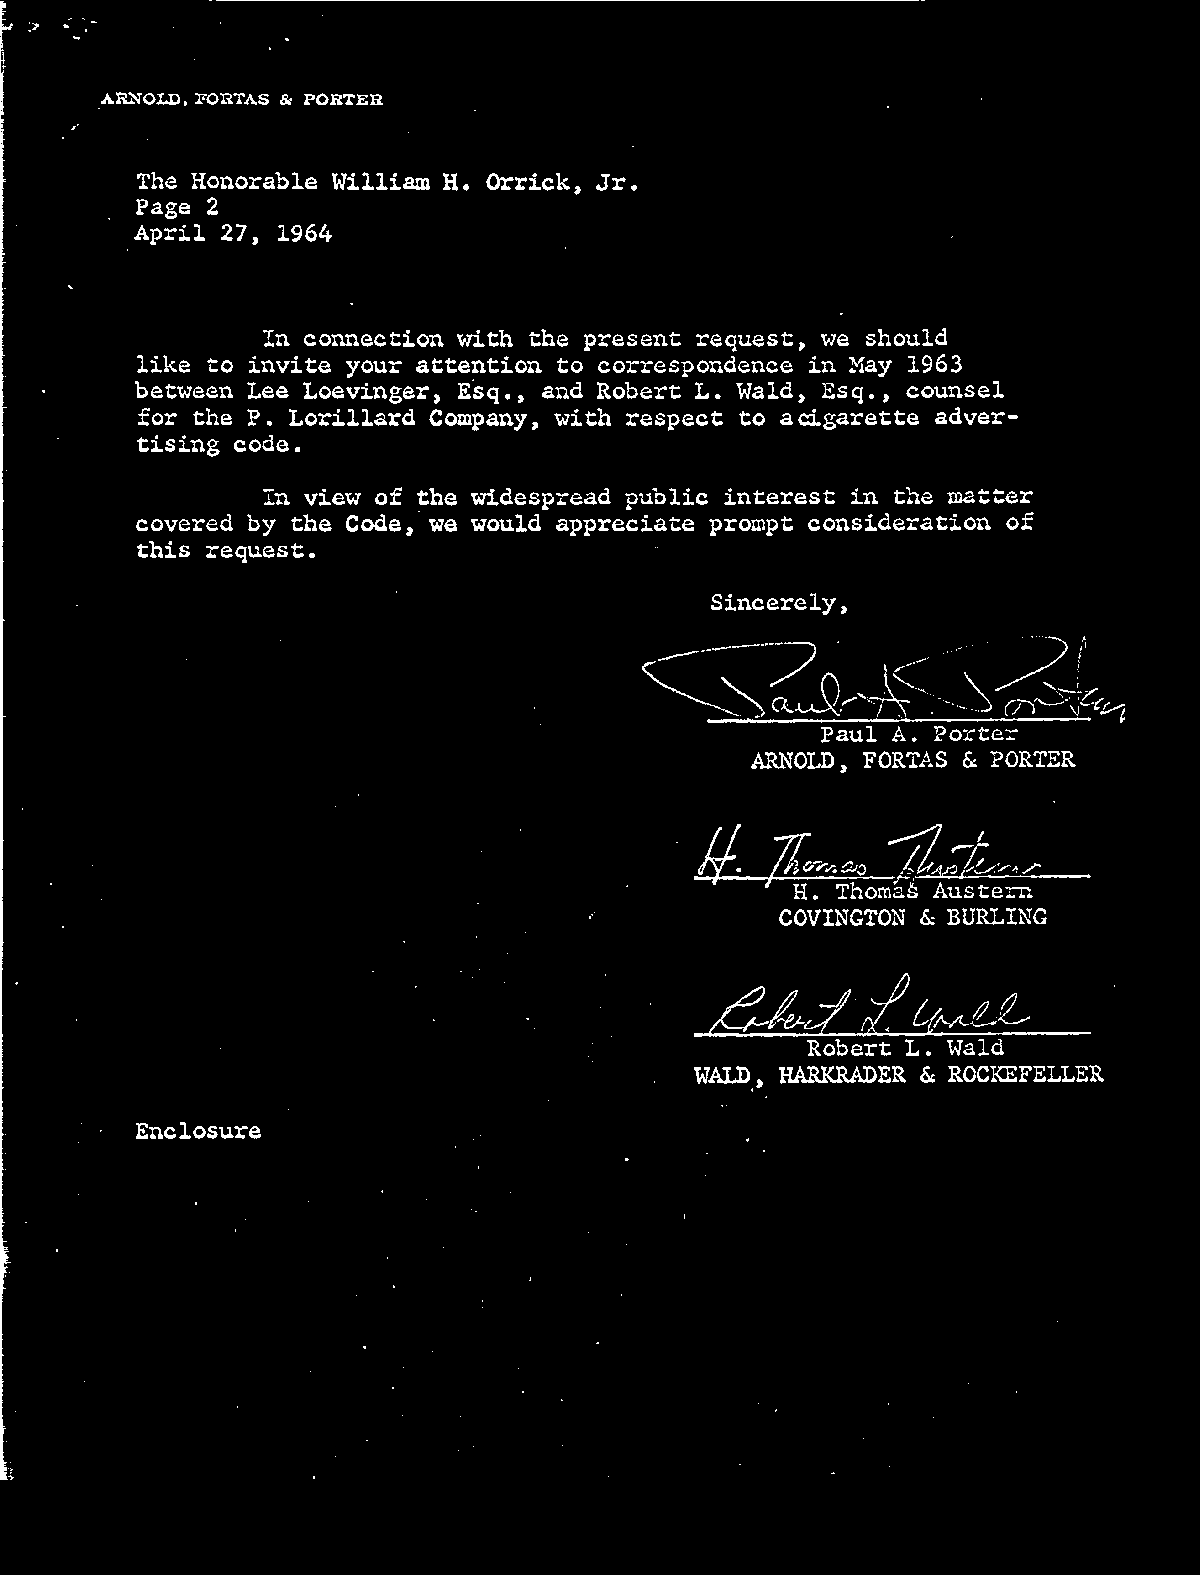 ARNOLD, FORTAS & PORTER
The Honorable William H. Orrick, Jr.
Page 2
April 27, 1964
In connection with the present request, we should
like to invite your attention to correspondence in May 1963
between Lee Loevinger, Esq., and Robert L. Wald, Esq., counsel
for the P. Lorillard Company, with respect to acigarette adver-
tising code.
In view of the widespread public interest in the matter
covered by the Code, we would appreciate prompt consideration of
this request.
Sincerely,
Paul A. Porter
Paul A. Porter
ARNOLD, FORTAS & PORTER
H. Thomas Austern
H. Thomas Austern
COVINGTON & BURLING
Robert L. Wald
Robert L. Wald
WALD, HARKRADER & ROCKEFELLER
Enclosure